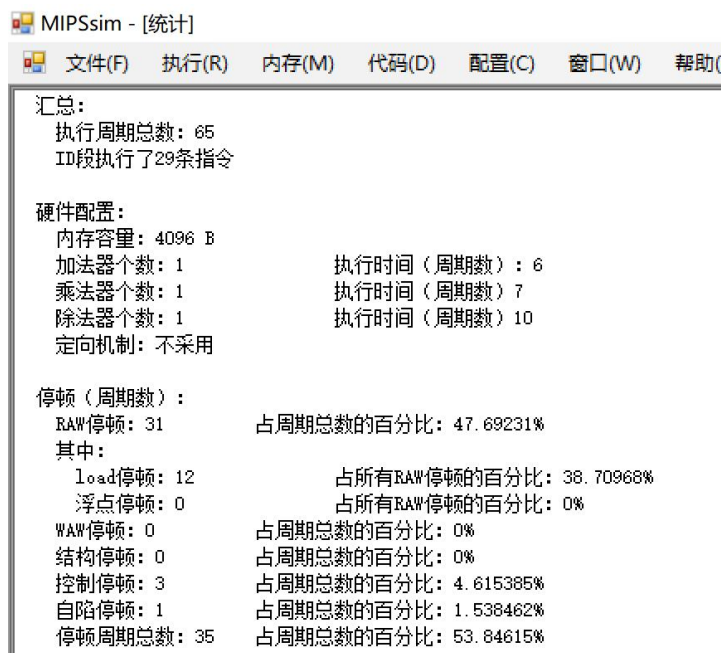 MIPSsim - [统计]
文件(F) 执行(R) 内存(M) 代码(D) 配置(C) 窗口(W) 帮助(
汇总:
执行周期总数: 65
ID段执行了29条指令
硬件配置:
内存容量: 4096 B
加法器个数: 1 执行时间（周期数）: 6
乘法器个数: 1 执行时间（周期数）7
除法器个数: 1 执行时间（周期数）10
定向机制: 不采用
停顿（周期数）:
RAW停顿: 31 占周期总数的百分比: 47.69231%
其中:
load停顿: 12 占所有RAW停顿的百分比: 38.70968%
浮点停顿: 0 占所有RAW停顿的百分比: 0%
WAW停顿: 0 占周期总数的百分比: 0%
结构停顿: 0 占周期总数的百分比: 0%
控制停顿: 3 占周期总数的百分比: 4.615385%
自陷停顿: 1 占周期总数的百分比: 1.538462%
停顿周期总数: 35 占周期总数的百分比: 53.84615%